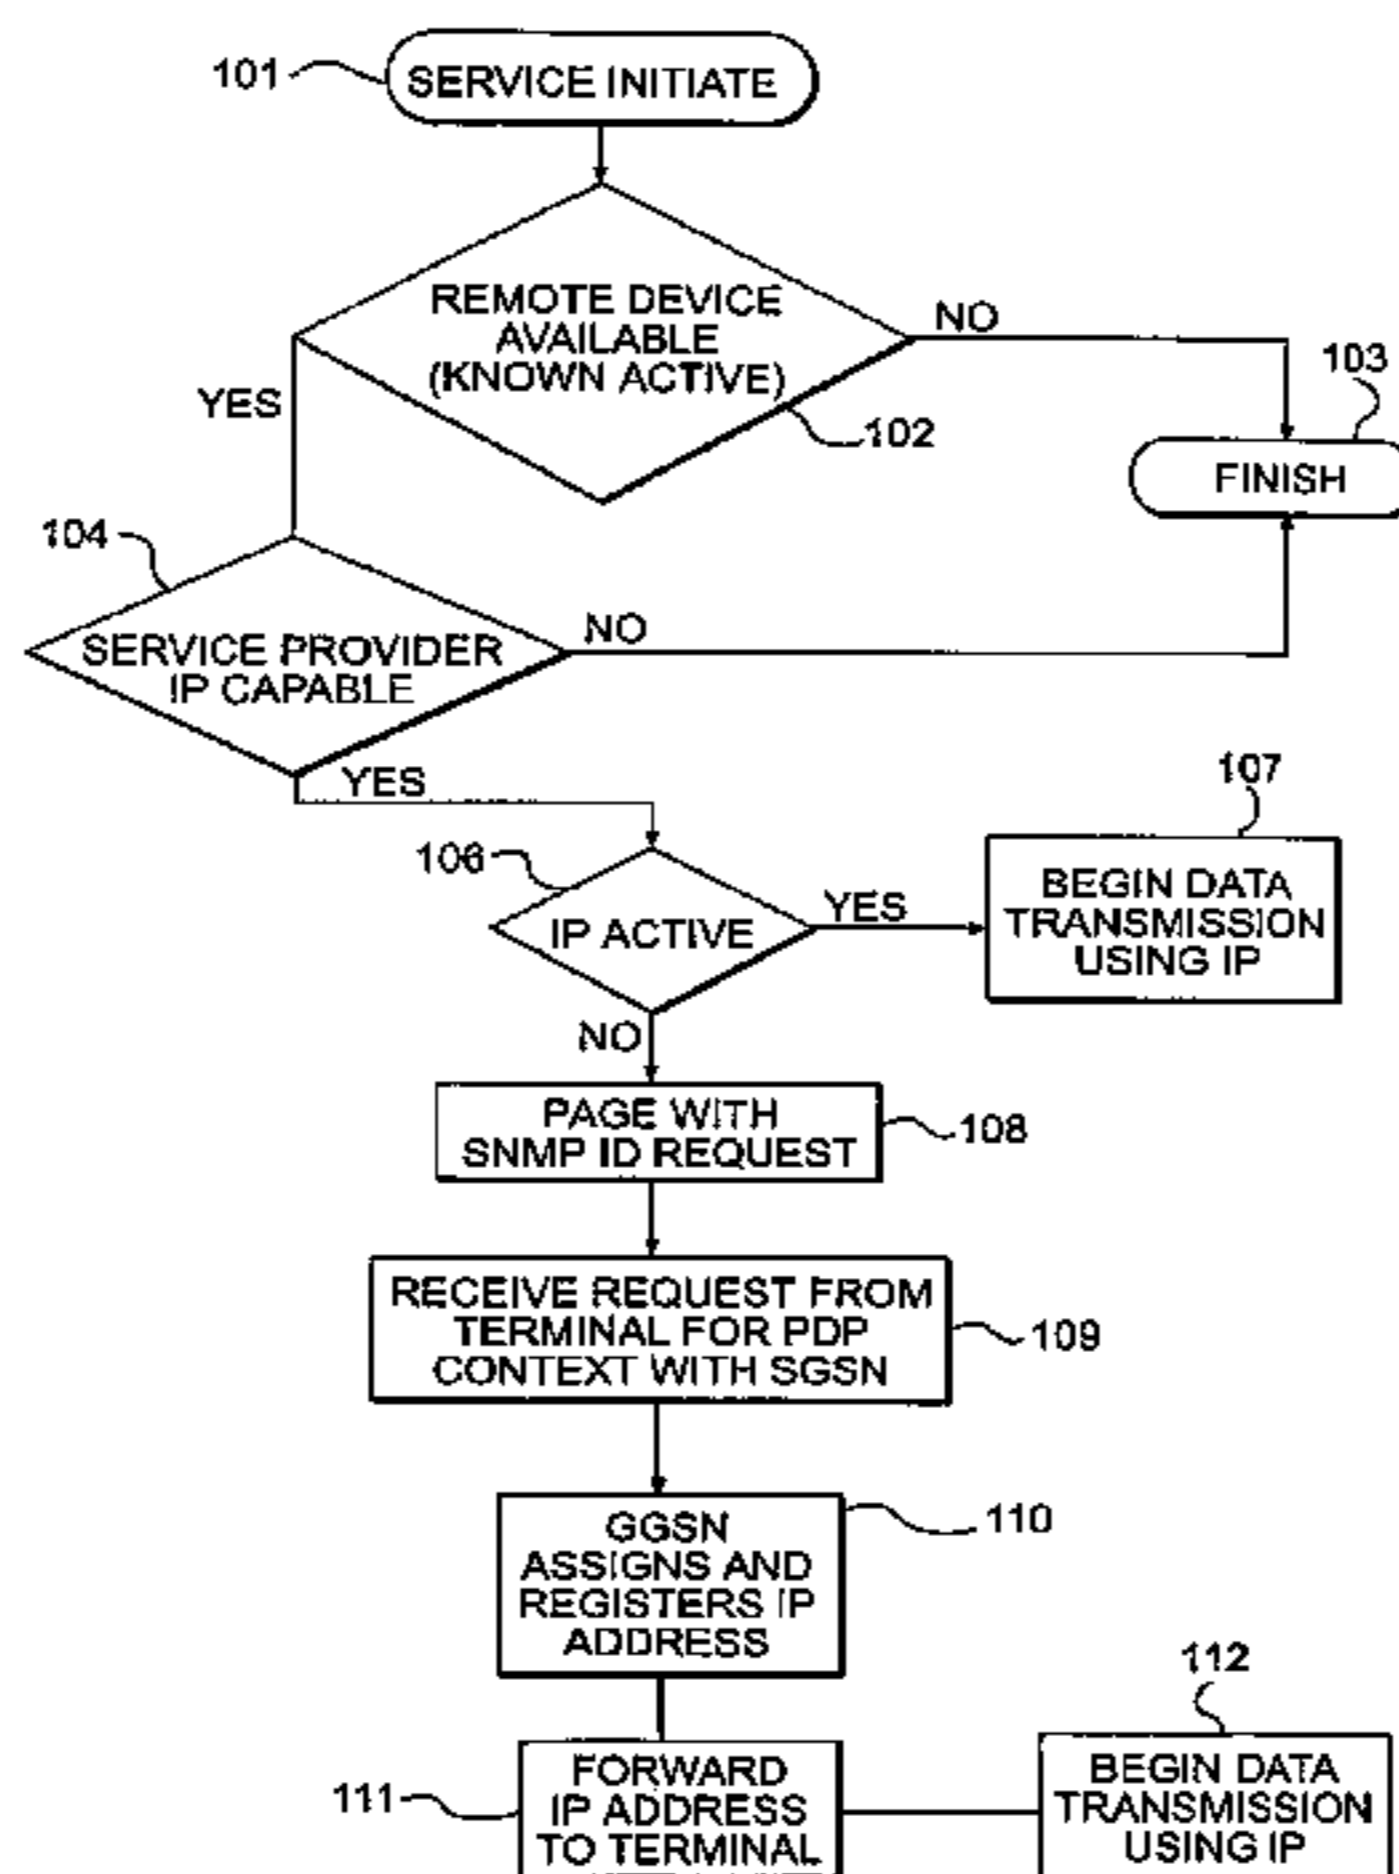 101
SERVICE INITIATE
REMOTE DEVICE
AVAILABLE
(KNOWN ACTIVE)
NO
YES
102
103
FINISH
104
SERVICE PROVIDER
IP CAPABLE
NO
YES
106
IP ACTIVE
YES
107
BEGIN DATA
TRANSMISSION
USING IP
NO
PAGE WITH
SNMP ID REQUEST
108
RECEIVE REQUEST FROM
TERMINAL FOR PDP
CONTEXT WITH SGSN
109
GGSN
ASSIGNS AND
REGISTERS IP
ADDRESS
110
111
FORWARD
IP ADDRESS
TO TERMINAL
112
BEGIN DATA
TRANSMISSION
USING IP